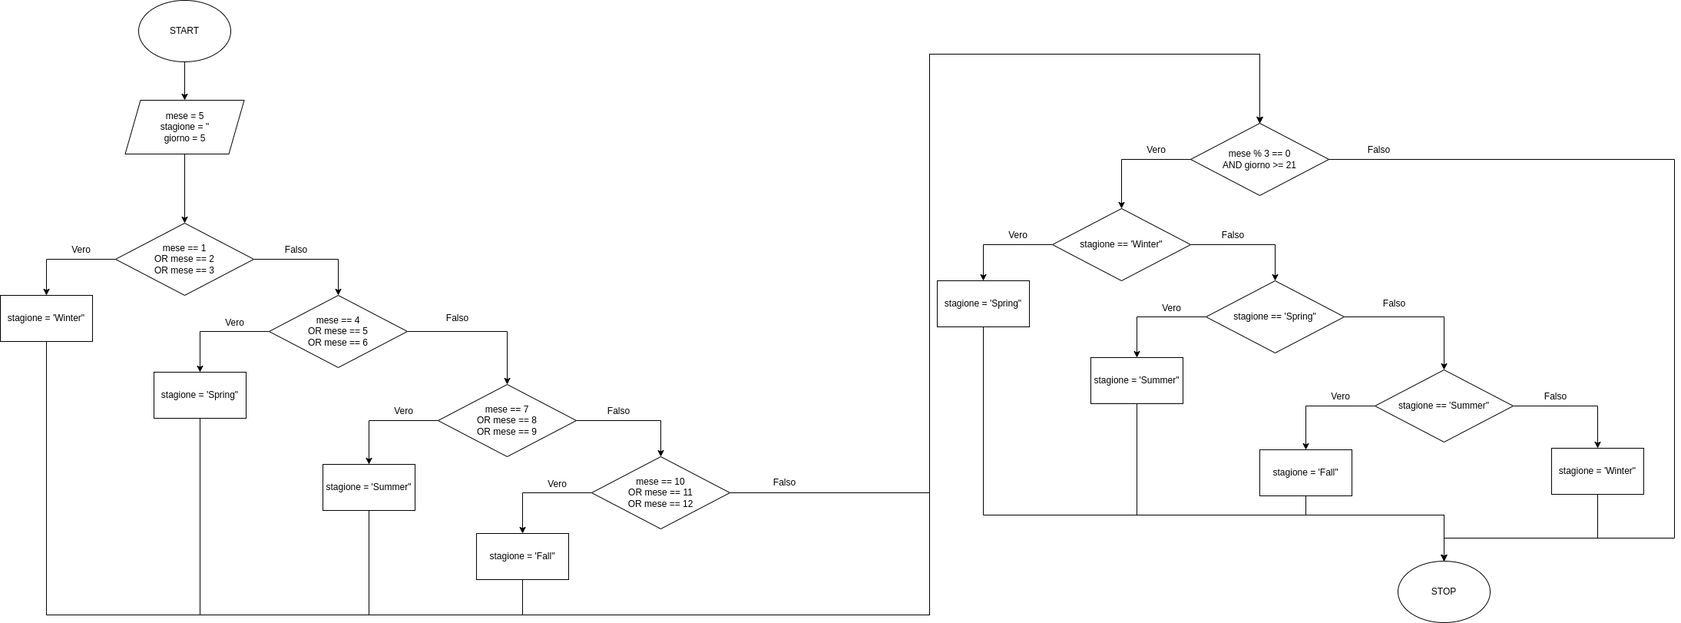 START
mese = 5
stagione = ''
giorno = 5
mese == 1
OR mese == 2
OR mese == 3
Vero
Falso
stagione = 'Winter''
mese == 4
OR mese == 5
OR mese == 6
Vero
Falso
stagione = 'Spring''
mese == 7
OR mese == 8
OR mese == 9
Vero
Falso
stagione = 'Summer''
mese == 10
OR mese == 11
OR mese == 12
Vero
Falso
stagione = 'Fall''
mese % 3 == 0
AND giorno >= 21
Vero
Falso
stagione == 'Winter''
Vero
Falso
stagione = 'Spring''
stagione == 'Spring''
Vero
Falso
stagione = 'Summer''
stagione == 'Summer''
Vero
Falso
stagione = 'Fall''
stagione = 'Winter''
STOP